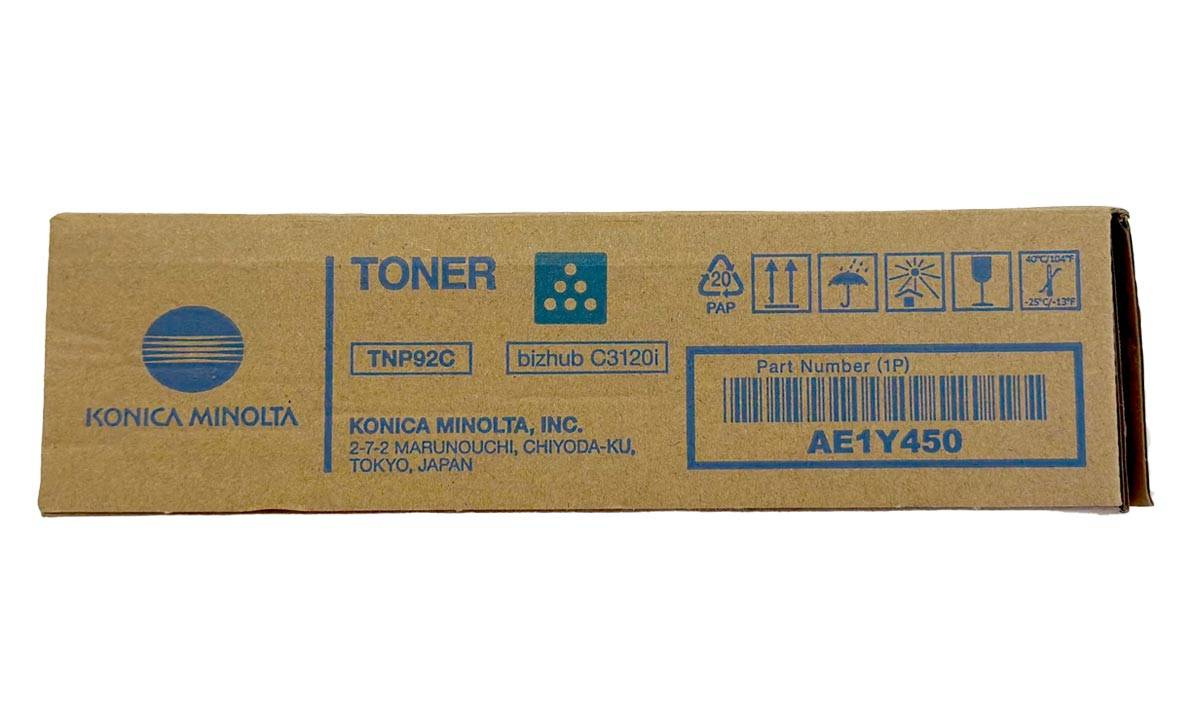 KONICA MINOLTA
TONER
TNP92C
bizhub C3120i
KONICA MINOLTA, INC.
2-7-2 MARUNOUCHI, CHIYODA-KU,
TOKYO, JAPAN
20
PAP
40°C/104°F
-25°C/-13°F
Part Number (1P)
AE1Y450